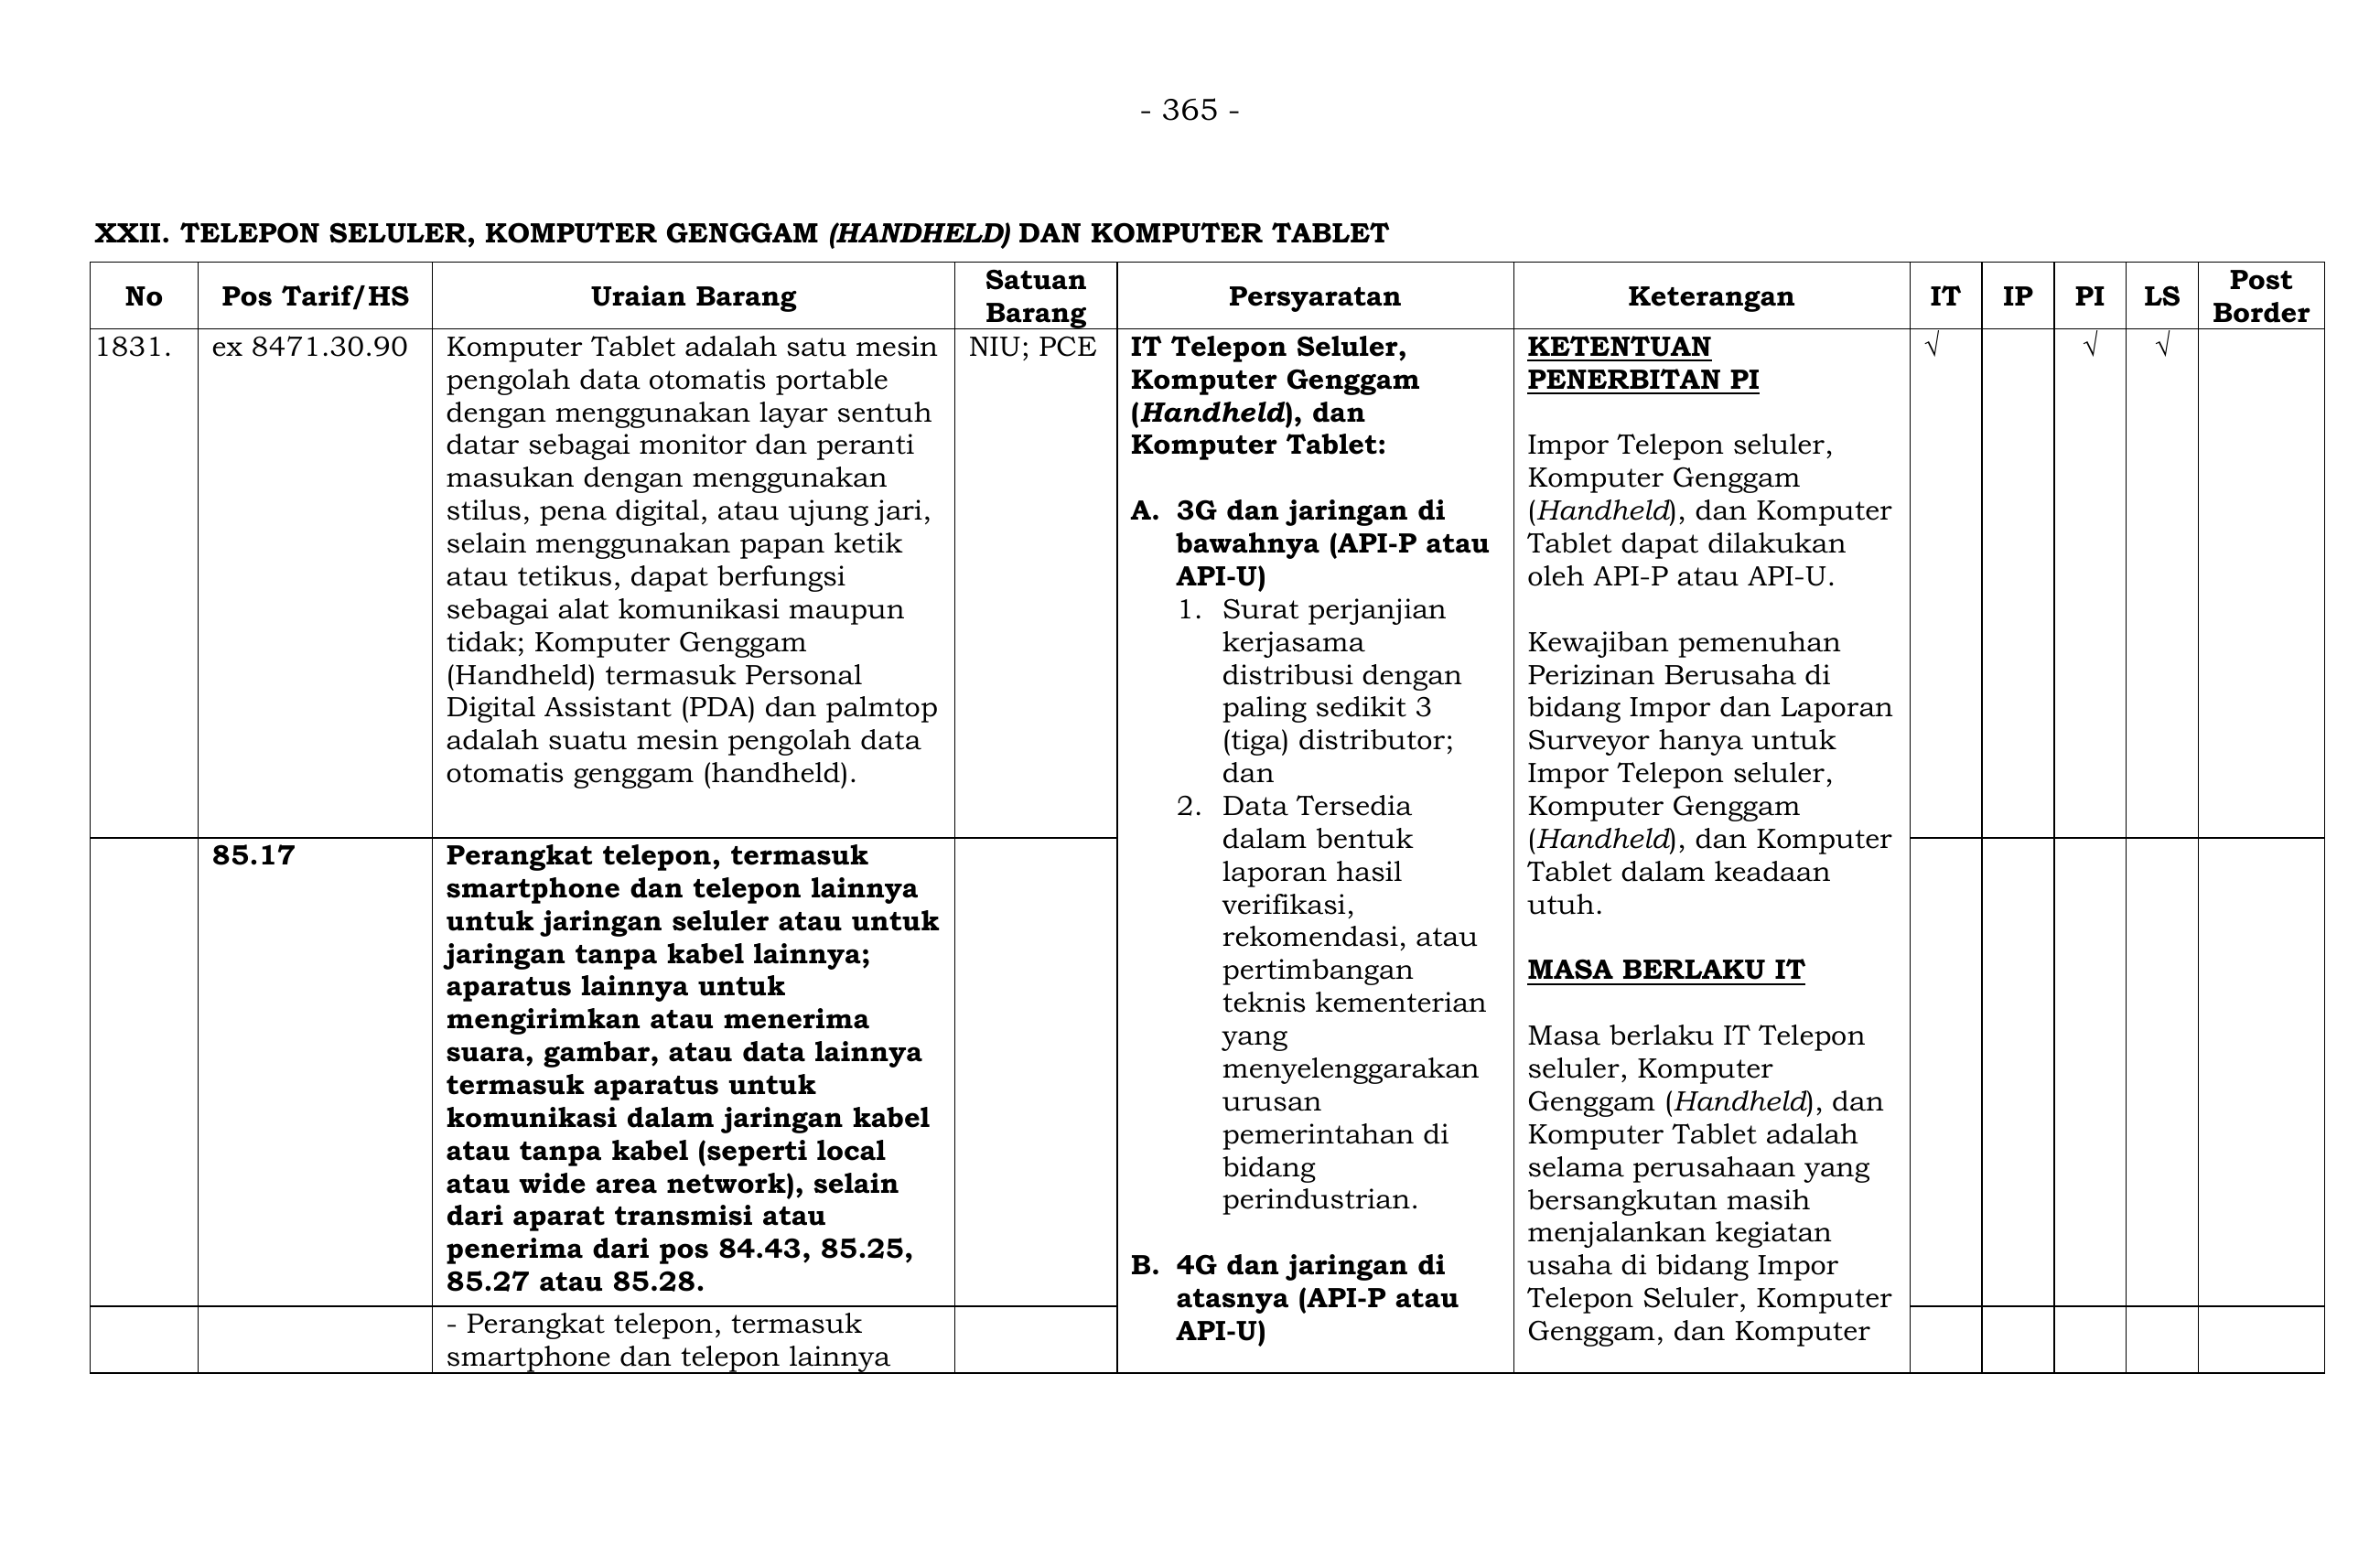 - 365 -
XXII. TELEPON SELULER, KOMPUTER GENGGAM (HANDHELD) DAN KOMPUTER TABLET
No
Pos Tarif/HS
Uraian Barang
Satuan
Barang
Persyaratan
Keterangan
IT
IP
PI
LS
Post
Border
1831.
ex 8471.30.90
Komputer Tablet adalah satu mesin
pengolah data otomatis portable
dengan menggunakan layar sentuh
datar sebagai monitor dan peranti
masukan dengan menggunakan
stilus, pena digital, atau ujung jari,
selain menggunakan papan ketik
atau tetikus, dapat berfungsi
sebagai alat komunikasi maupun
tidak; Komputer Genggam
(Handheld) termasuk Personal
Digital Assistant (PDA) dan palmtop
adalah suatu mesin pengolah data
otomatis genggam (handheld).
NIU; PCE
IT Telepon Seluler,
Komputer Genggam
(Handheld), dan
Komputer Tablet:
A. 3G dan jaringan di
bawahnya (API-P atau
API-U)
1. Surat perjanjian
kerjasama
distribusi dengan
paling sedikit 3
(tiga) distributor;
dan
2. Data Tersedia
dalam bentuk
laporan hasil
verifikasi,
rekomendasi, atau
pertimbangan
teknis kementerian
yang
menyelenggarakan
urusan
pemerintahan di
bidang
perindustrian.
B. 4G dan jaringan di
atasnya (API-P atau
API-U)
KETENTUAN
PENERBITAN PI
Impor Telepon seluler,
Komputer Genggam
(Handheld), dan Komputer
Tablet dapat dilakukan
oleh API-P atau API-U.
Kewajiban pemenuhan
Perizinan Berusaha di
bidang Impor dan Laporan
Surveyor hanya untuk
Impor Telepon seluler,
Komputer Genggam
(Handheld), dan Komputer
Tablet dalam keadaan
utuh.
MASA BERLAKU IT
Masa berlaku IT Telepon
seluler, Komputer
Genggam (Handheld), dan
Komputer Tablet adalah
selama perusahaan yang
bersangkutan masih
menjalankan kegiatan
usaha di bidang Impor
Telepon Seluler, Komputer
Genggam, dan Komputer
√
√
√
85.17
Perangkat telepon, termasuk
smartphone dan telepon lainnya
untuk jaringan seluler atau untuk
jaringan tanpa kabel lainnya;
aparatus lainnya untuk
mengirimkan atau menerima
suara, gambar, atau data lainnya
termasuk aparatus untuk
komunikasi dalam jaringan kabel
atau tanpa kabel (seperti local
atau wide area network), selain
dari aparat transmisi atau
penerima dari pos 84.43, 85.25,
85.27 atau 85.28.
- Perangkat telepon, termasuk
smartphone dan telepon lainnya